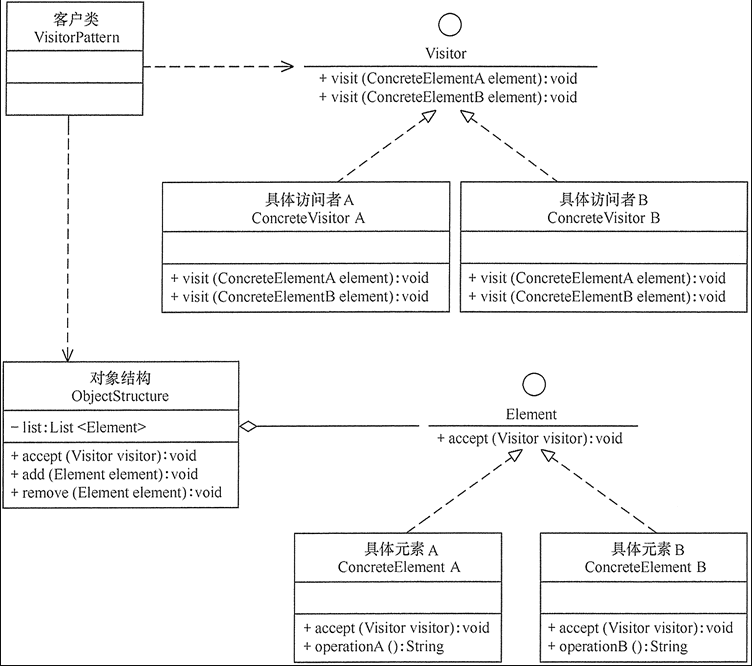 客户类
VisitorPattern
Visitor
+ visit (ConcreteElementA element):void
+ visit (ConcreteElementB element):void
具体访问者A
ConcreteVisitor A
+ visit (ConcreteElementA element):void
+ visit (ConcreteElementB element):void
具体访问者B
ConcreteVisitor B
+ visit (ConcreteElementA element):void
+ visit (ConcreteElementB element):void
对象结构
ObjectStructure
- list:List <Element>
+ accept (Visitor visitor):void
+ add (Element element):void
+ remove (Element element):void
Element
+ accept (Visitor visitor):void
具体元素A
ConcreteElement A
+ accept (Visitor visitor):void
+ operationA ():String
具体元素B
ConcreteElement B
+ accept (Visitor visitor):void
+ operationB ():String